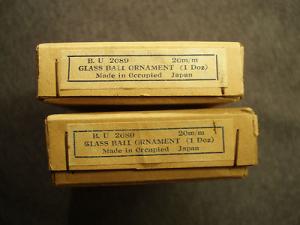 B. U 2089 20m/m
GLASS BALL ORNAMENT (1 Doz)
Made in Occupied Japan
B. U 2089 20m/m
GLASS BALL ORNAMENT (1 Doz)
Made in Occupied Japan